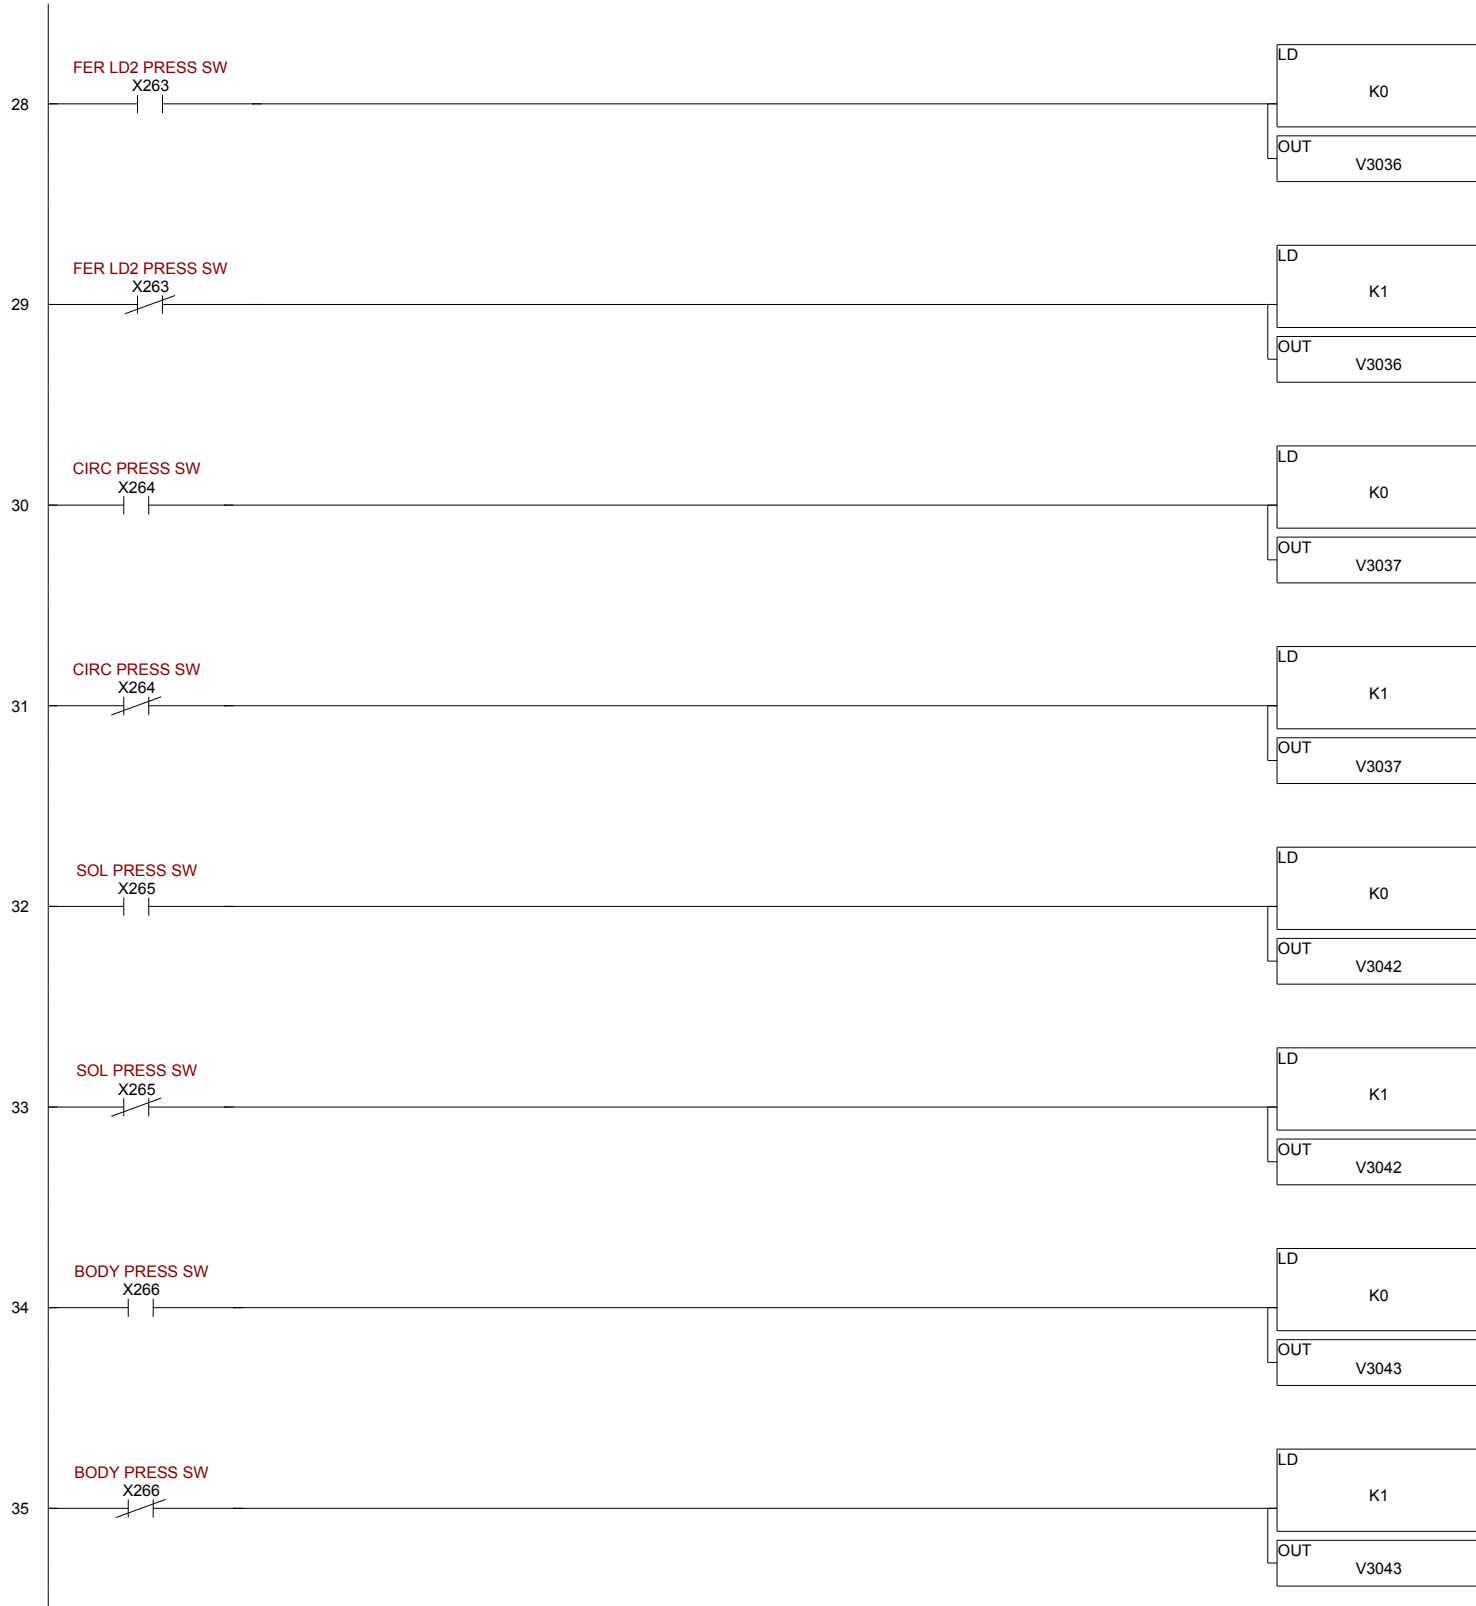 FER LD2 PRESS SW
X263
28
LD
K0
OUT
V3036
FER LD2 PRESS SW
X263
29
LD
K1
OUT
V3036
CIRC PRESS SW
X264
30
LD
K0
OUT
V3037
CIRC PRESS SW
X264
31
LD
K1
OUT
V3037
SOL PRESS SW
X265
32
LD
K0
OUT
V3042
SOL PRESS SW
X265
33
LD
K1
OUT
V3042
BODY PRESS SW
X266
34
LD
K0
OUT
V3043
BODY PRESS SW
X266
35
LD
K1
OUT
V3043